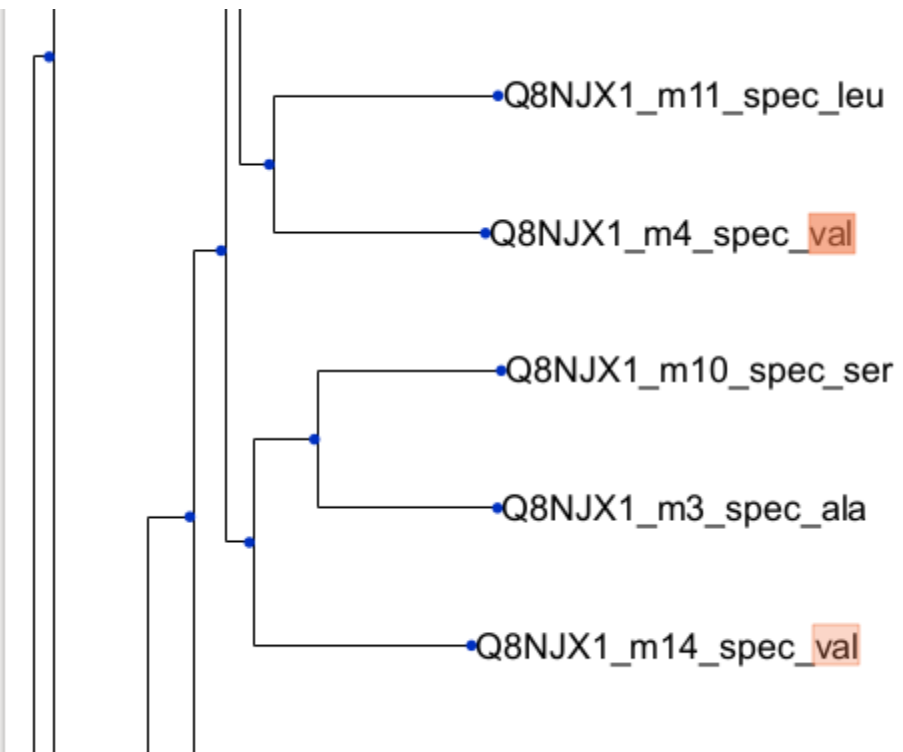 Q8NJX1_m11_spec_leu
Q8NJX1_m4_spec_val
Q8NJX1_m10_spec_ser
Q8NJX1_m3_spec_ala
Q8NJX1_m14_spec_val